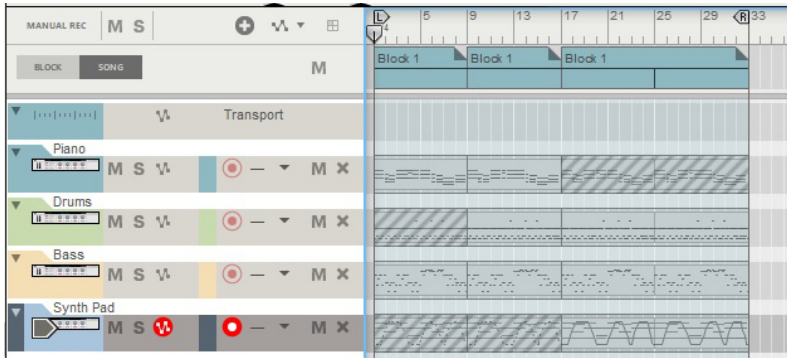 MANUAL REC M S
L 5 9 13 17 21 25 29 R 33
4
BLOCK SONG M
Block 1 Block 1 Block 1
Transport
Piano
M S M
Drums
M S M
Bass
M S M
Synth Pad
M S M